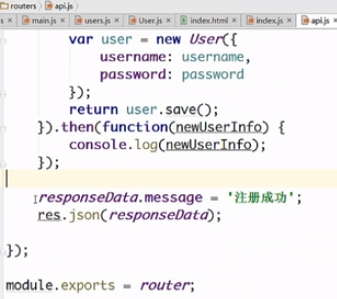 routers api.js
s main.js users.js User.js index.html index.js api.js
var user = new User({
username: username,
password: password
});
return user.save();
}).then(function(newUserInfo) {
console.log(newUserInfo);
});
responseData.message = '注册成功';
res.json(responseData);
});
module.exports = router;